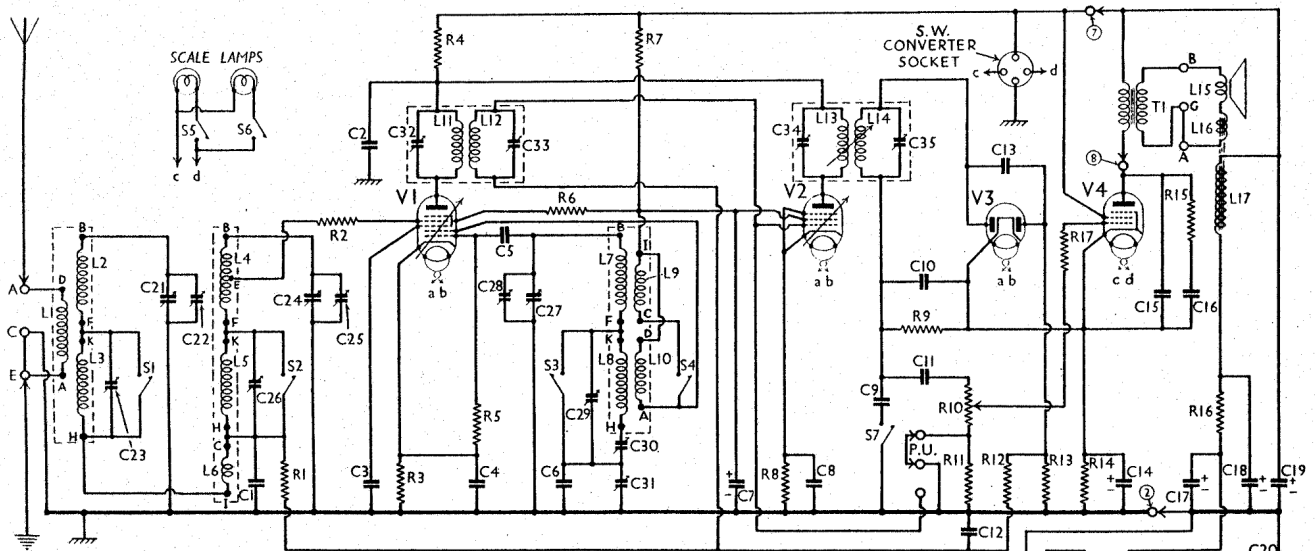 SCALE LAMPS
S5
S6
c d
R4
R7
S.W.
CONVERTER
SOCKET
c d
7
B
L15
T1
G
L16
A
8
L17
C2
C32
L11
L12
C33
C34
L13
L14
C35
C13
V1
R6
V2
V3
V4
R15
R17
R2
C5
a b
a b
a b
c d
B
L2
D
A
L1
F
K
L3
A
H
C
E
C21
C22
S1
C23
B
L4
E
F
K
L5
H
C
L6
I
C24
C25
S2
C26
C1
R1
C3
R3
R5
C4
C28
C27
B
L7
I
L9
F
K
C
D
L8
L10
A
H
S3
C29
S4
C30
C31
C6
C7
R8
C8
C10
R9
C11
C9
S7
R10
P.U.
R11
C12
R12
R13
R14
C14
C15
C16
2
C17
R16
C18
C19
C20